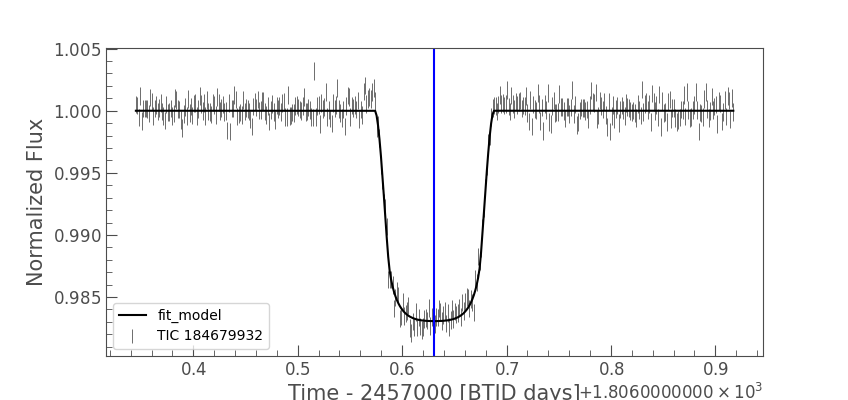 1.005
1.000
0.995
0.990
0.985
Normalized Flux
fit_model
TIC 184679932
0.4 0.5 0.6 0.7 0.8 0.9
Time - 2457000 [BTJD days]
+1.8060000000 × 10³